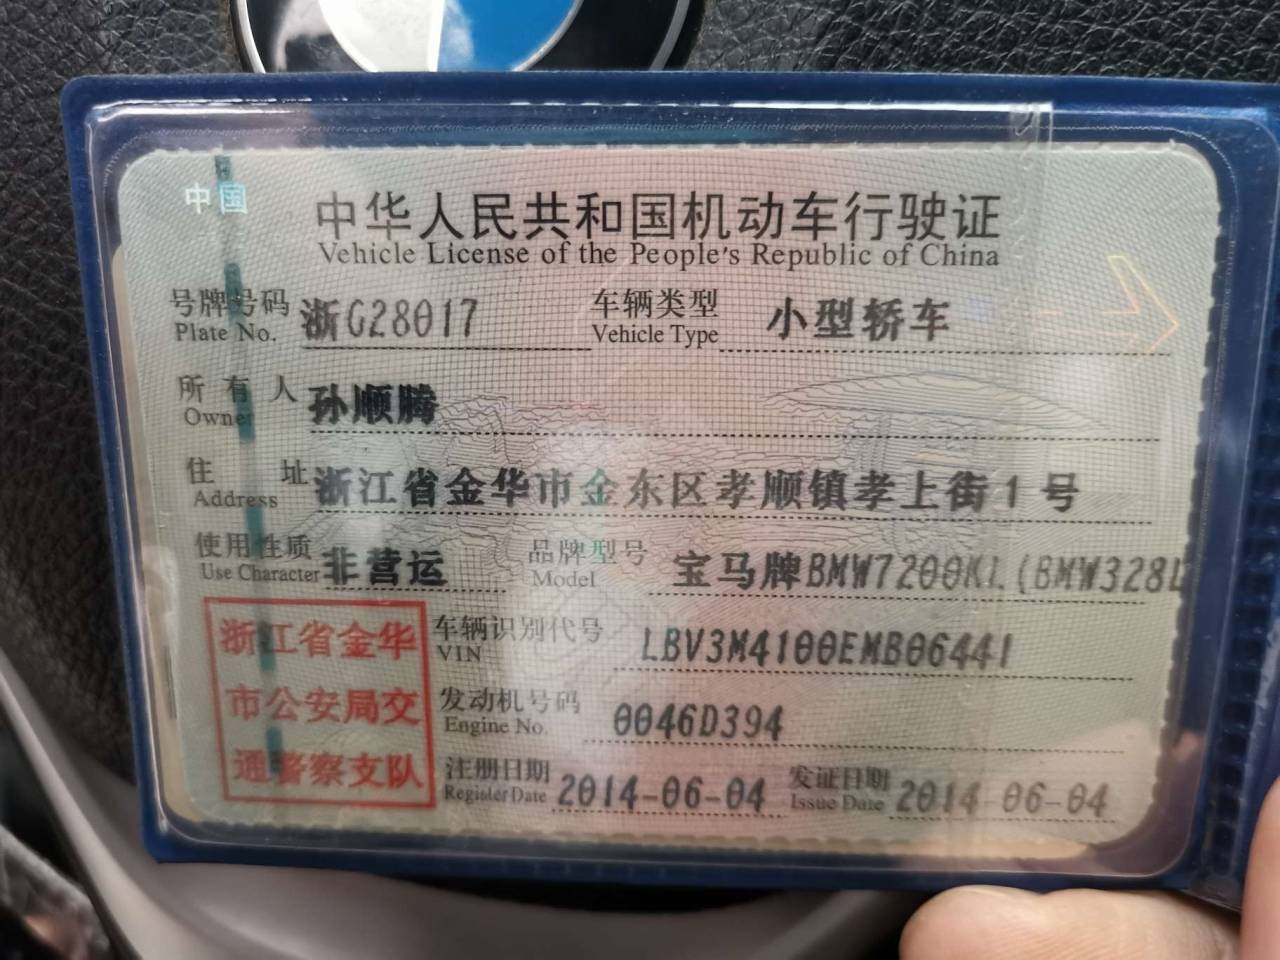 中国
中华人民共和国机动车行驶证
Vehicle License of the People's Republic of China
号牌号码 浙G28017 车辆类型 小型轿车
Plate No. Vehicle Type
所有人 孙顺腾
Owner
住址 浙江省金华市金东区孝顺镇孝上街1号
Address
使用性质 非营运 品牌型号 宝马牌BMW7200KL(BMW328L
Use Character Model
浙江省金华
市公安局交
通警察支队
车辆识别代号 LBV3M4100EMB06441
VIN
发动机号码 0046D394
Engine No.
注册日期 2014-06-04 发证日期 2014-06-04
Register Date Issue Date